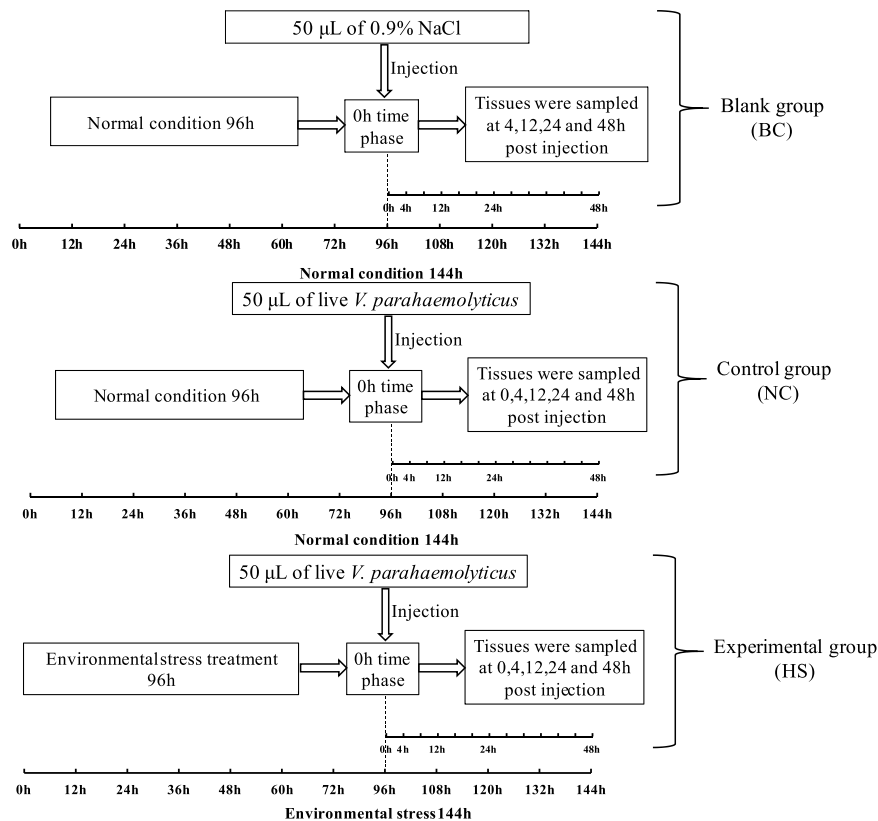 50 μL of 0.9% NaCl
Injection
Normal condition 96h
0h time
phase
Tissues were sampled
at 4,12,24 and 48h
post injection
Blank group
(BC)
0h 4h 12h 24h 48h
0h 12h 24h 36h 48h 60h 72h 96h 108h 120h 132h 144h
Normal condition 144h
50 μL of live V. parahaemolyticus
Injection
Normal condition 96h
0h time
phase
Tissues were sampled
at 0,4,12,24 and 48h
post injection
Control group
(NC)
0h 4h 12h 24h 48h
0h 12h 24h 36h 48h 60h 72h 96h 108h 120h 132h 144h
Normal condition 144h
50 μL of live V. parahaemolyticus
Injection
Environmental stress treatment
96h
0h time
phase
Tissues were sampled
at 0,4,12,24 and 48h
post injection
Experimental group
(HS)
0h 4h 12h 24h 48h
0h 12h 24h 36h 48h 60h 72h 96h 108h 120h 132h 144h
Environmental stress 144h